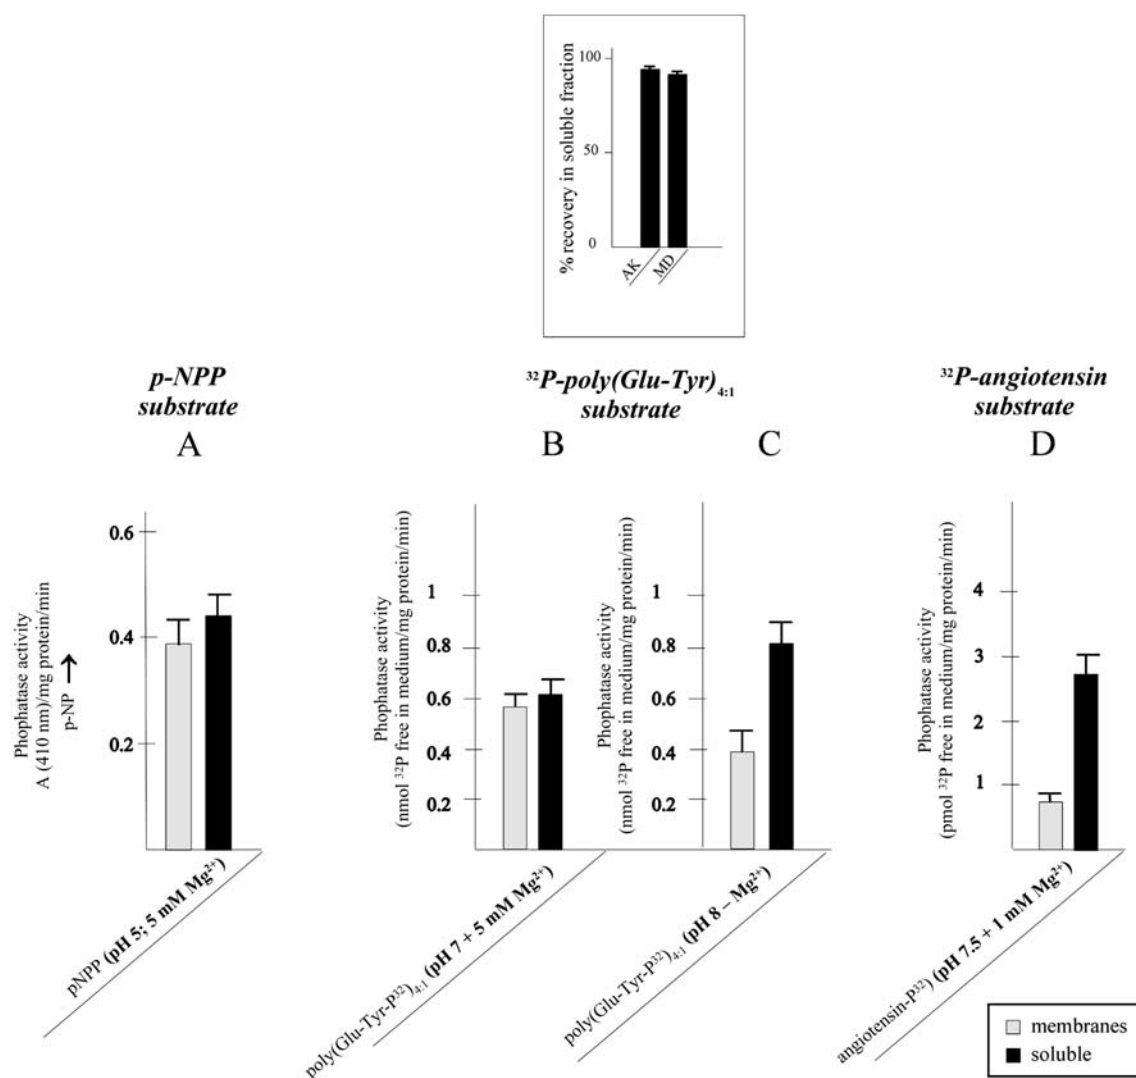 % recovery in soluble fraction
100
50
0
AK
MD
p-NPP
substrate
A
³²P-poly(Glu-Tyr)₄:₁
substrate
B
C
³²P-angiotensin
substrate
D
Phophatase activity
A (410 nm)/mg protein/min
p-NP →
0.6
0.4
0.2
pNPP (pH 5; 5 mM Mg²⁺)
Phophatase activity
(nmol ³²P free in medium/mg protein/min)
1
0.8
0.6
0.4
0.2
poly(Glu-Tyr-P³²)₄:₁ (pH 7 + 5 mM Mg²⁺)
Phophatase activity
(nmol ³²P free in medium/mg protein/min)
1
0.8
0.6
0.4
0.2
poly(Glu-Tyr-P³²)₄:₁ (pH 8 – Mg²⁺)
Phophatase activity
(pmol ³²P free in medium/mg protein/min)
4
3
2
1
angiotensin-P³²) (pH 7.5 + 1 mM Mg²⁺)
membranes
soluble